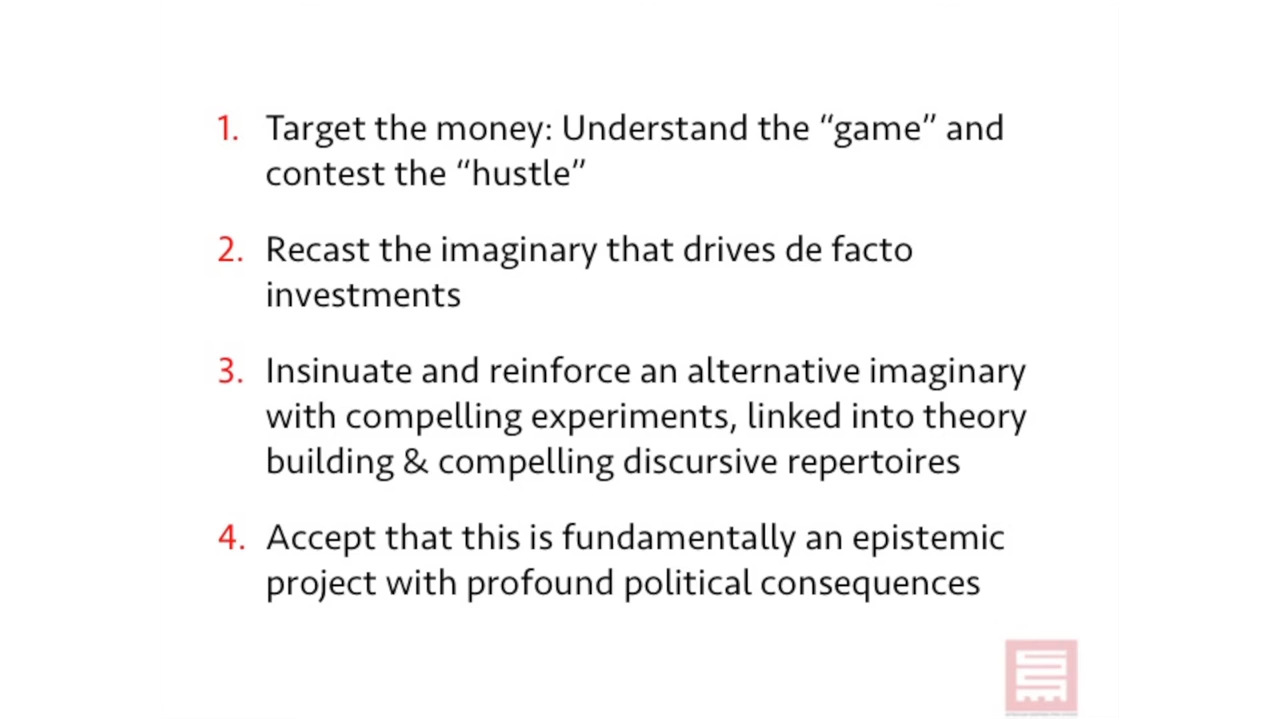 1. Target the money: Understand the “game” and
contest the “hustle”
2. Recast the imaginary that drives de facto
investments
3. Insinuate and reinforce an alternative imaginary
with compelling experiments, linked into theory
building & compelling discursive repertoires
4. Accept that this is fundamentally an epistemic
project with profound political consequences